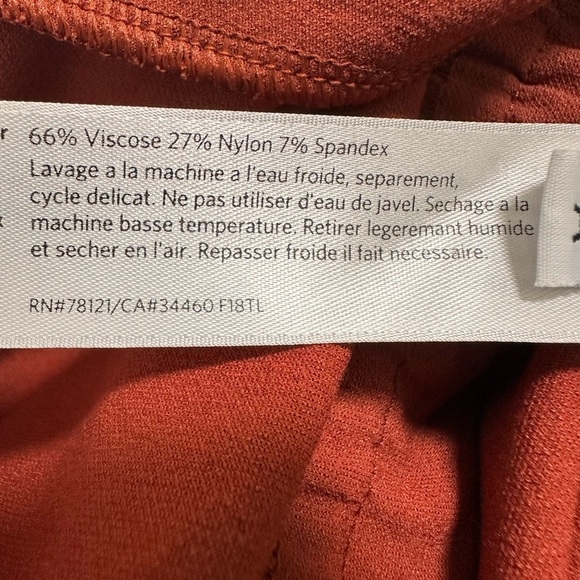 r 66% Viscose 27% Nylon 7% Spandex
Lavage a la machine a l'eau froide, separement,
cycle delicat. Ne pas utiliser d'eau de javel. Sechage a la
machine basse temperature. Retirer legerement humide
et secher en l'air. Repasser froide il fait necessaire.
RN#78121/CA#34460 F18TL